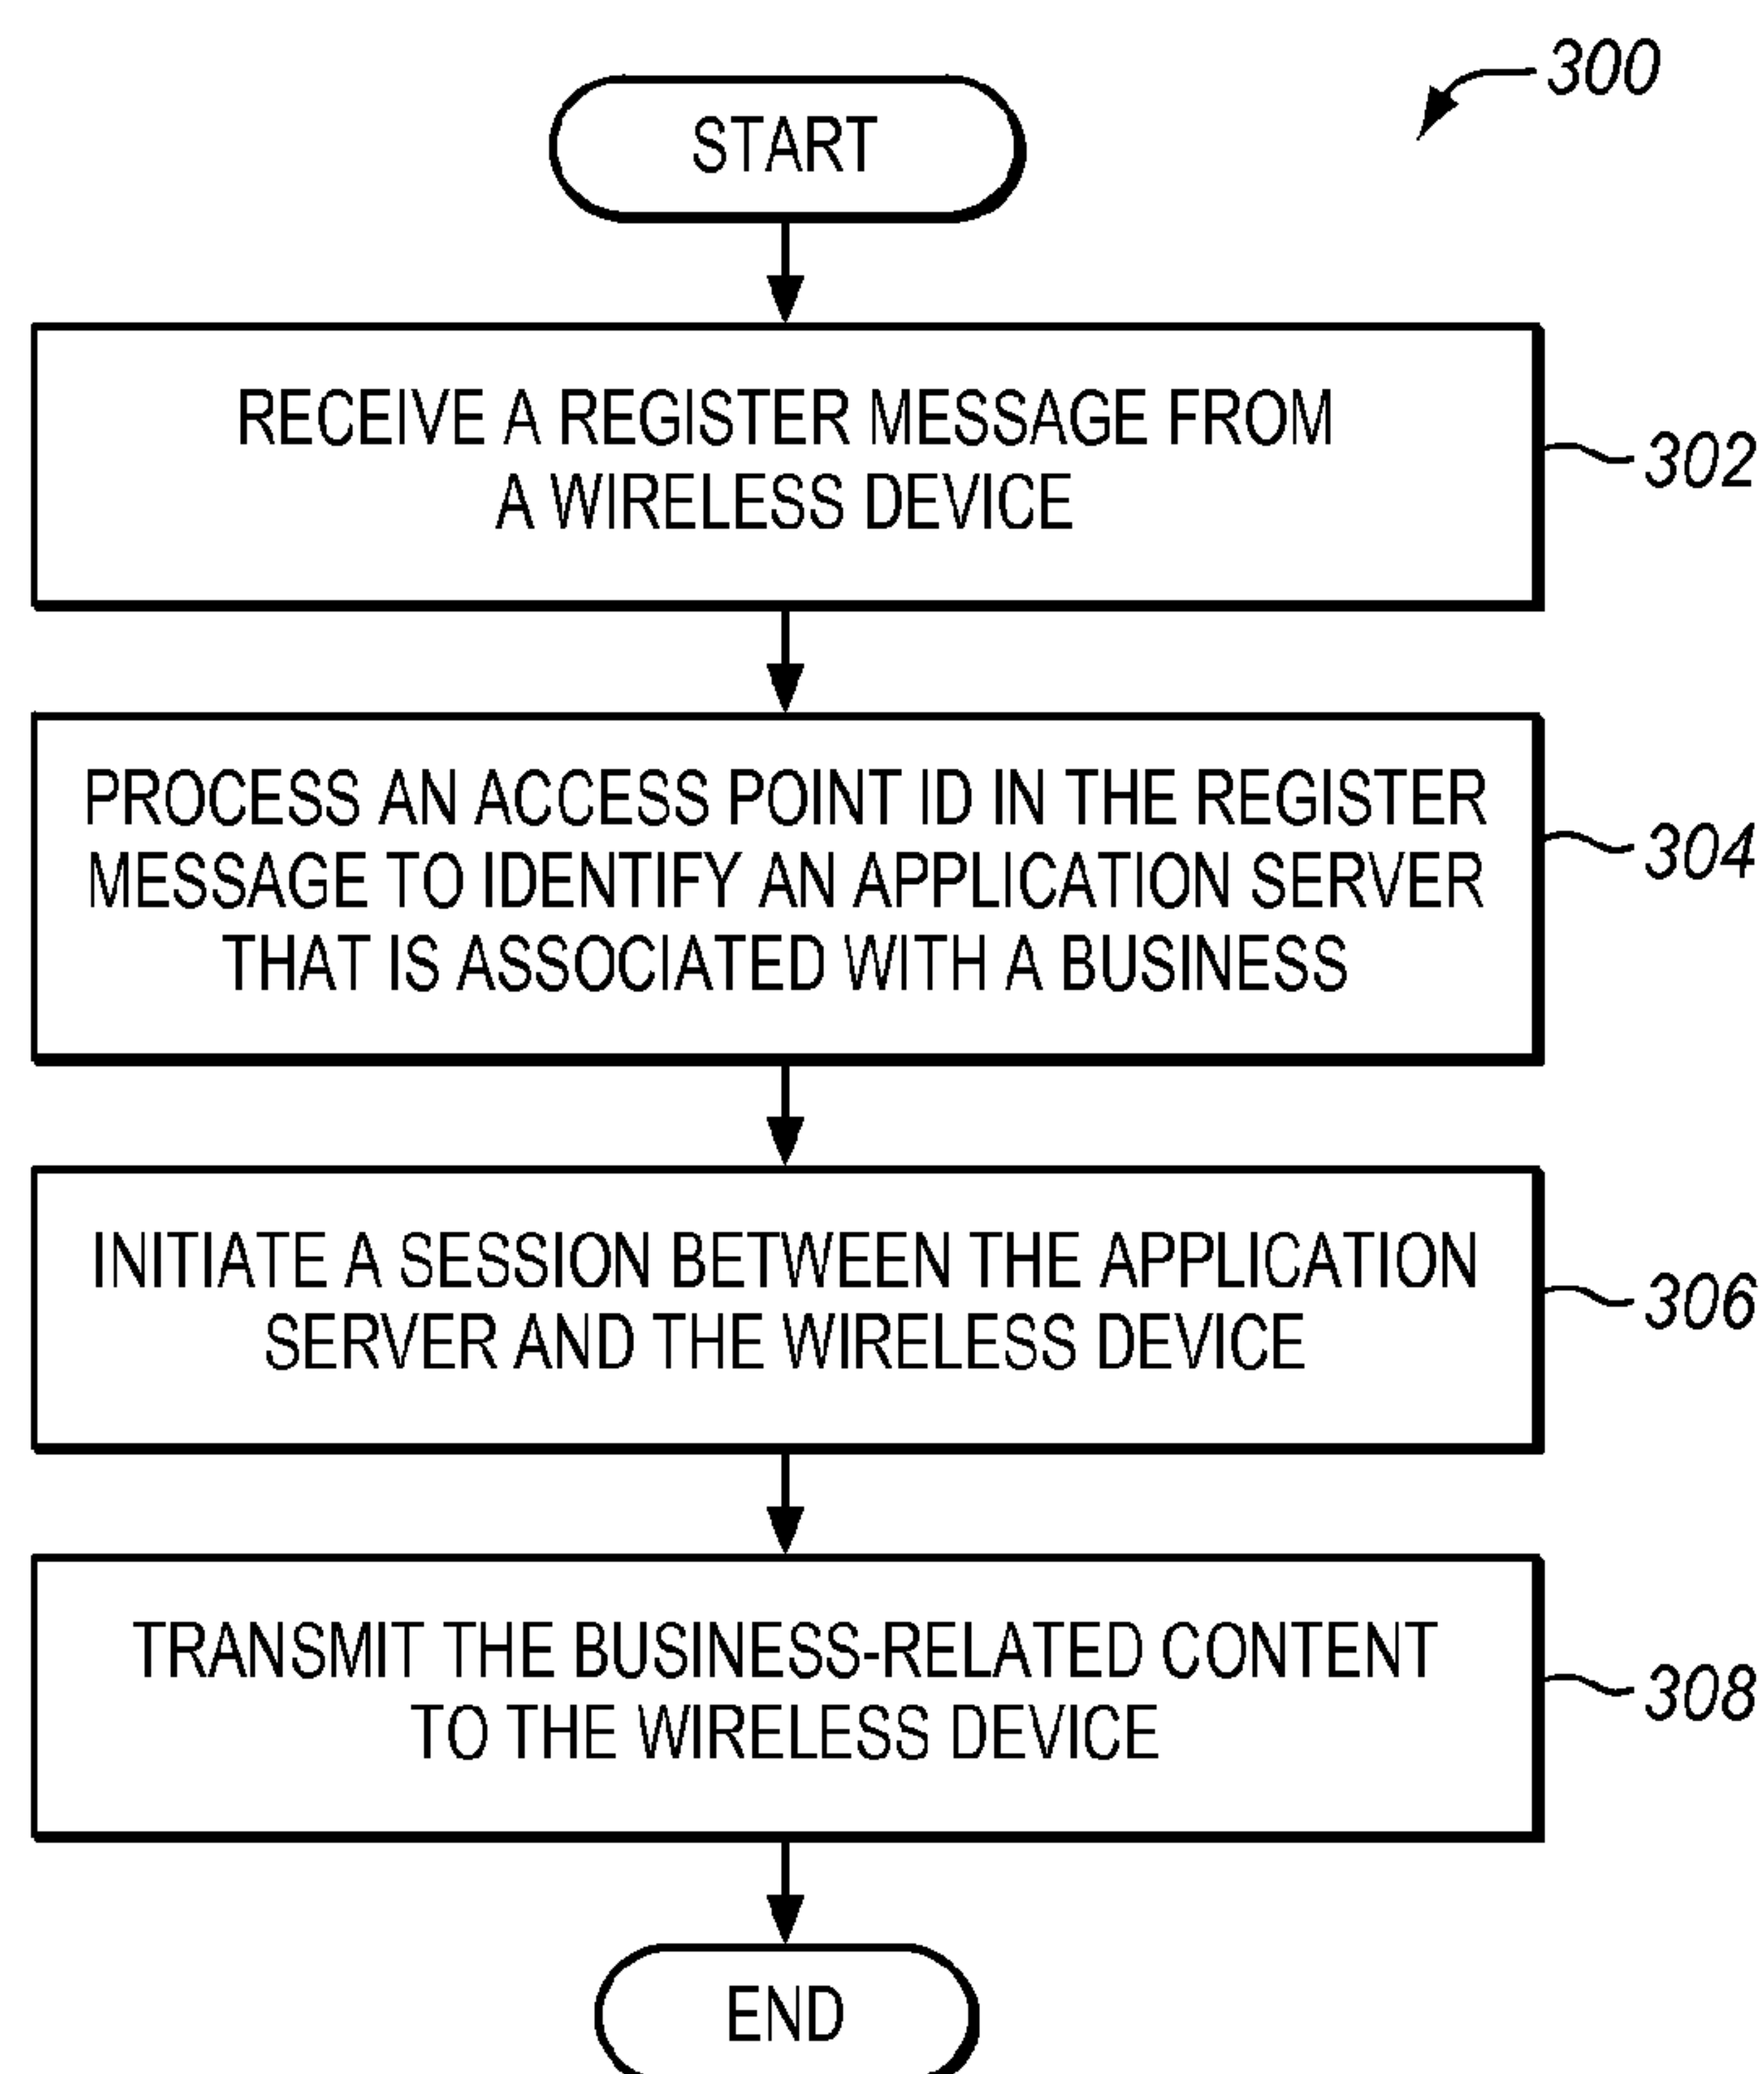 300
START
RECEIVE A REGISTER MESSAGE FROM
A WIRELESS DEVICE
302
PROCESS AN ACCESS POINT ID IN THE REGISTER
MESSAGE TO IDENTIFY AN APPLICATION SERVER
THAT IS ASSOCIATED WITH A BUSINESS
304
INITIATE A SESSION BETWEEN THE APPLICATION
SERVER AND THE WIRELESS DEVICE
306
TRANSMIT THE BUSINESS-RELATED CONTENT
TO THE WIRELESS DEVICE
308
END